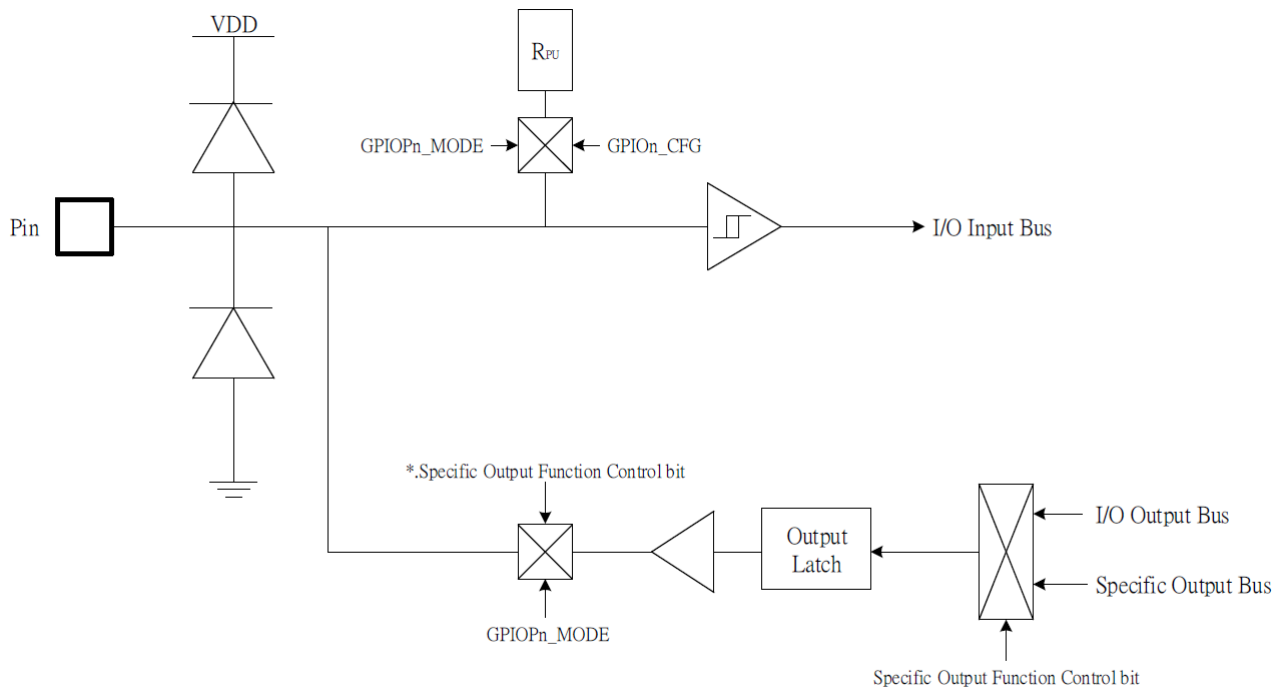 VDD
RPU
GPIOPn_MODE
GPIOn_CFG
Pin
I/O Input Bus
*.Specific Output Function Control bit
I/O Output Bus
Output
Latch
Specific Output Bus
GPIOPn_MODE
Specific Output Function Control bit